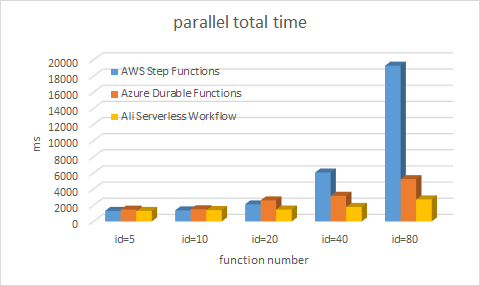 parallel total time
20000
18000
16000
14000
12000
10000
8000
6000
4000
2000
0
ms
AWS Step Functions
Azure Durable Functions
Ali Serverless Workflow
id=5 id=10 id=20 id=40 id=80
function number